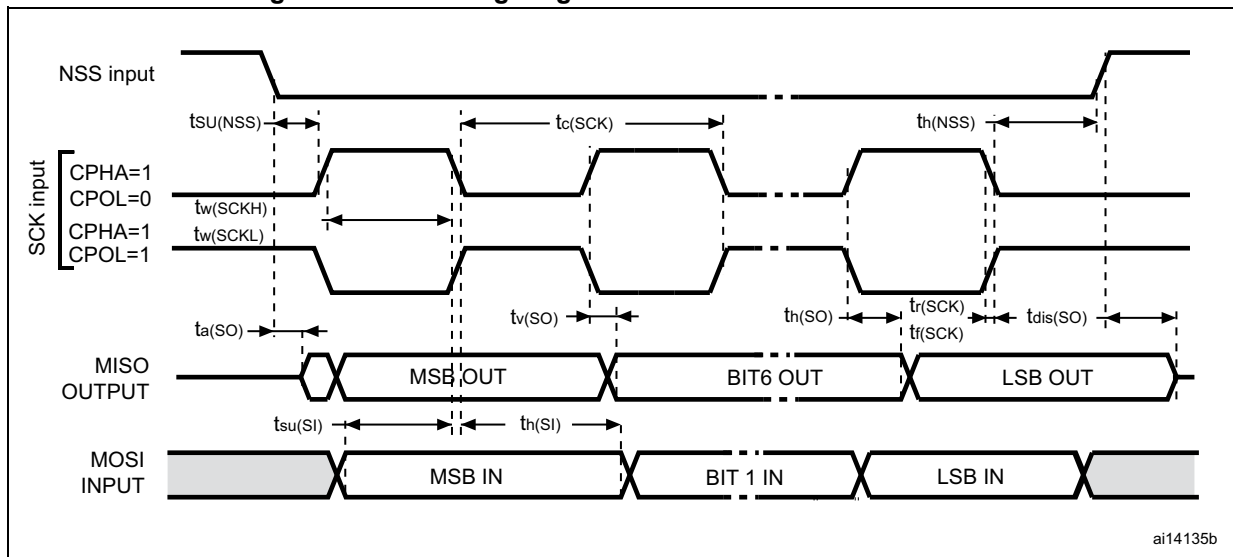 NSS input
tSU(NSS)
tc(SCK)
th(NSS)
SCK input
CPHA=1
CPOL=0
tw(SCKH)
CPHA=1
tw(SCKL)
CPOL=1
ta(SO)
tv(SO)
th(SO)
tr(SCK)
tf(SCK)
tdis(SO)
MISO
OUTPUT
MSB OUT
BIT6 OUT
LSB OUT
tsu(SI)
th(SI)
MOSI
INPUT
MSB IN
BIT 1 IN
LSB IN
ai14135b